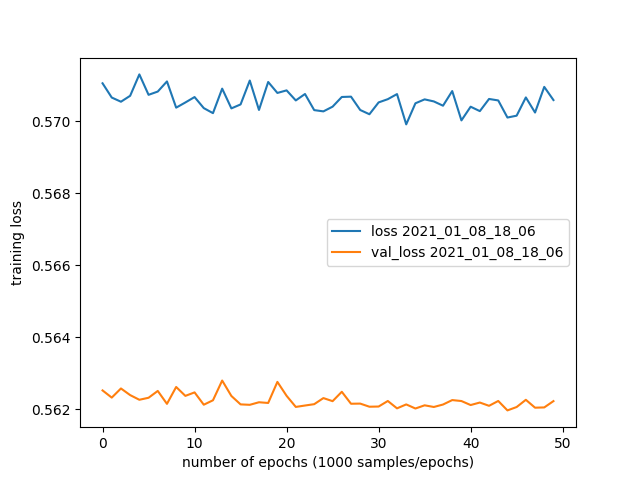 0.570
0.568
0.566
0.564
0.562
training loss
loss 2021_01_08_18_06
val_loss 2021_01_08_18_06
0 10 20 30 40 50
number of epochs (1000 samples/epochs)